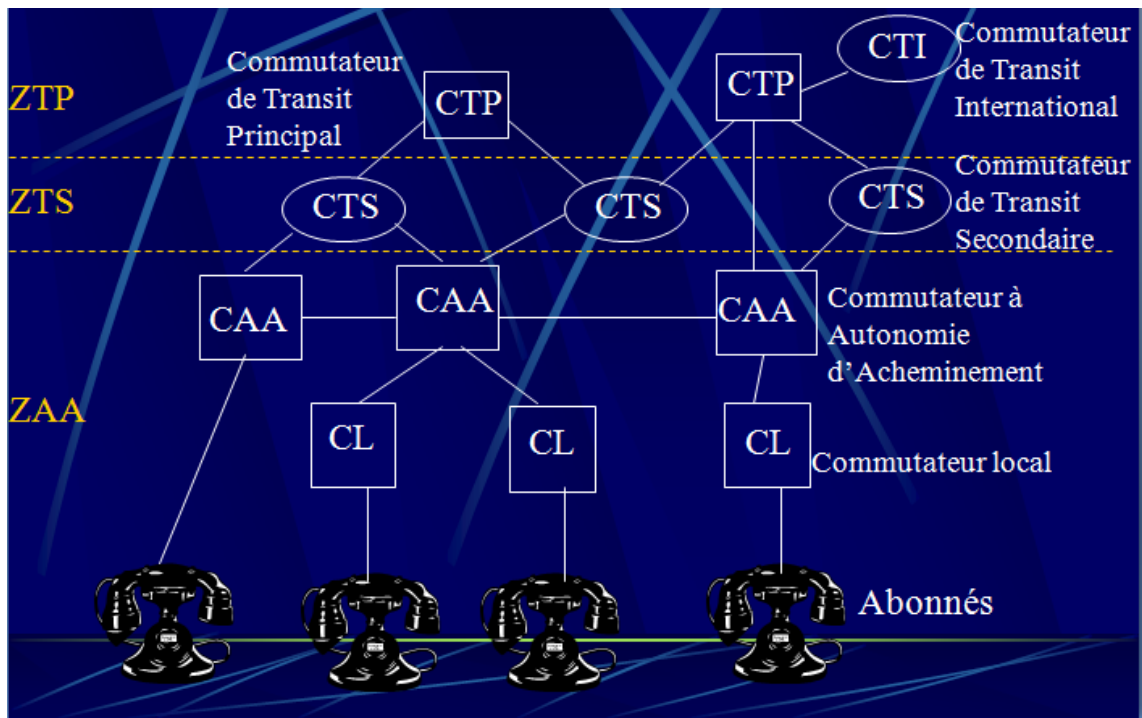 CTI
Commutateur
de Transit
International
Commutateur
de Transit
Principal
ZTP
CTP
CTP
ZTS
CTS
CTS
CTS
Commutateur
de Transit
Secondaire
CAA
CAA
CAA
Commutateur à
Autonomie
d’Acheminement
ZAA
CL
CL
CL
Commutateur local
Abonnés